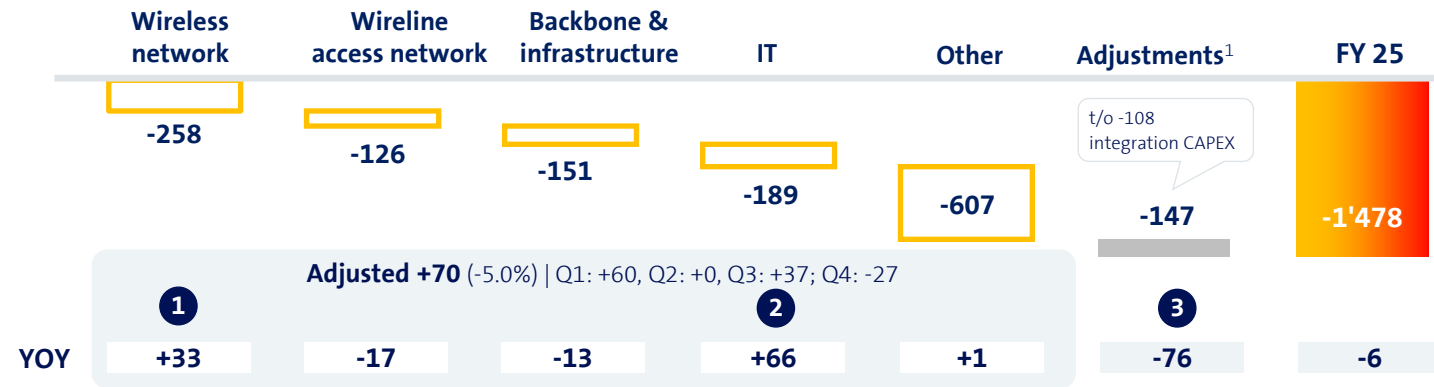 Wireless network
Wireline access network
Backbone & infrastructure
IT
Other
Adjustments¹
FY 25
-258
-126
-151
-189
-607
t/o -108
integration CAPEX
-147
-1'478
Adjusted +70 (-5.0%) | Q1: +60, Q2: +0, Q3: +37; Q4: -27
1
2
3
YOY
+33
-17
-13
+66
+1
-76
-6